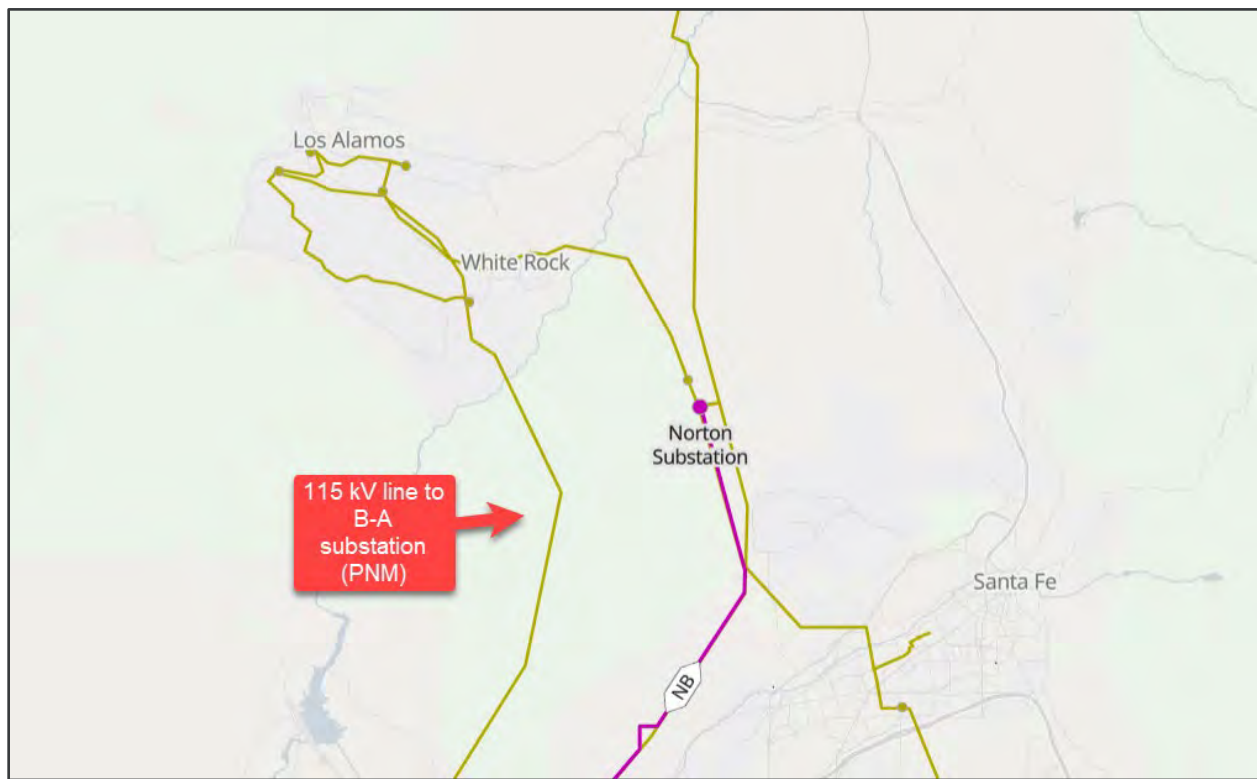 Los Alamos
White Rock
Norton
Substation
115 kV line to
B-A
substation
(PNM)
Santa Fe
NB